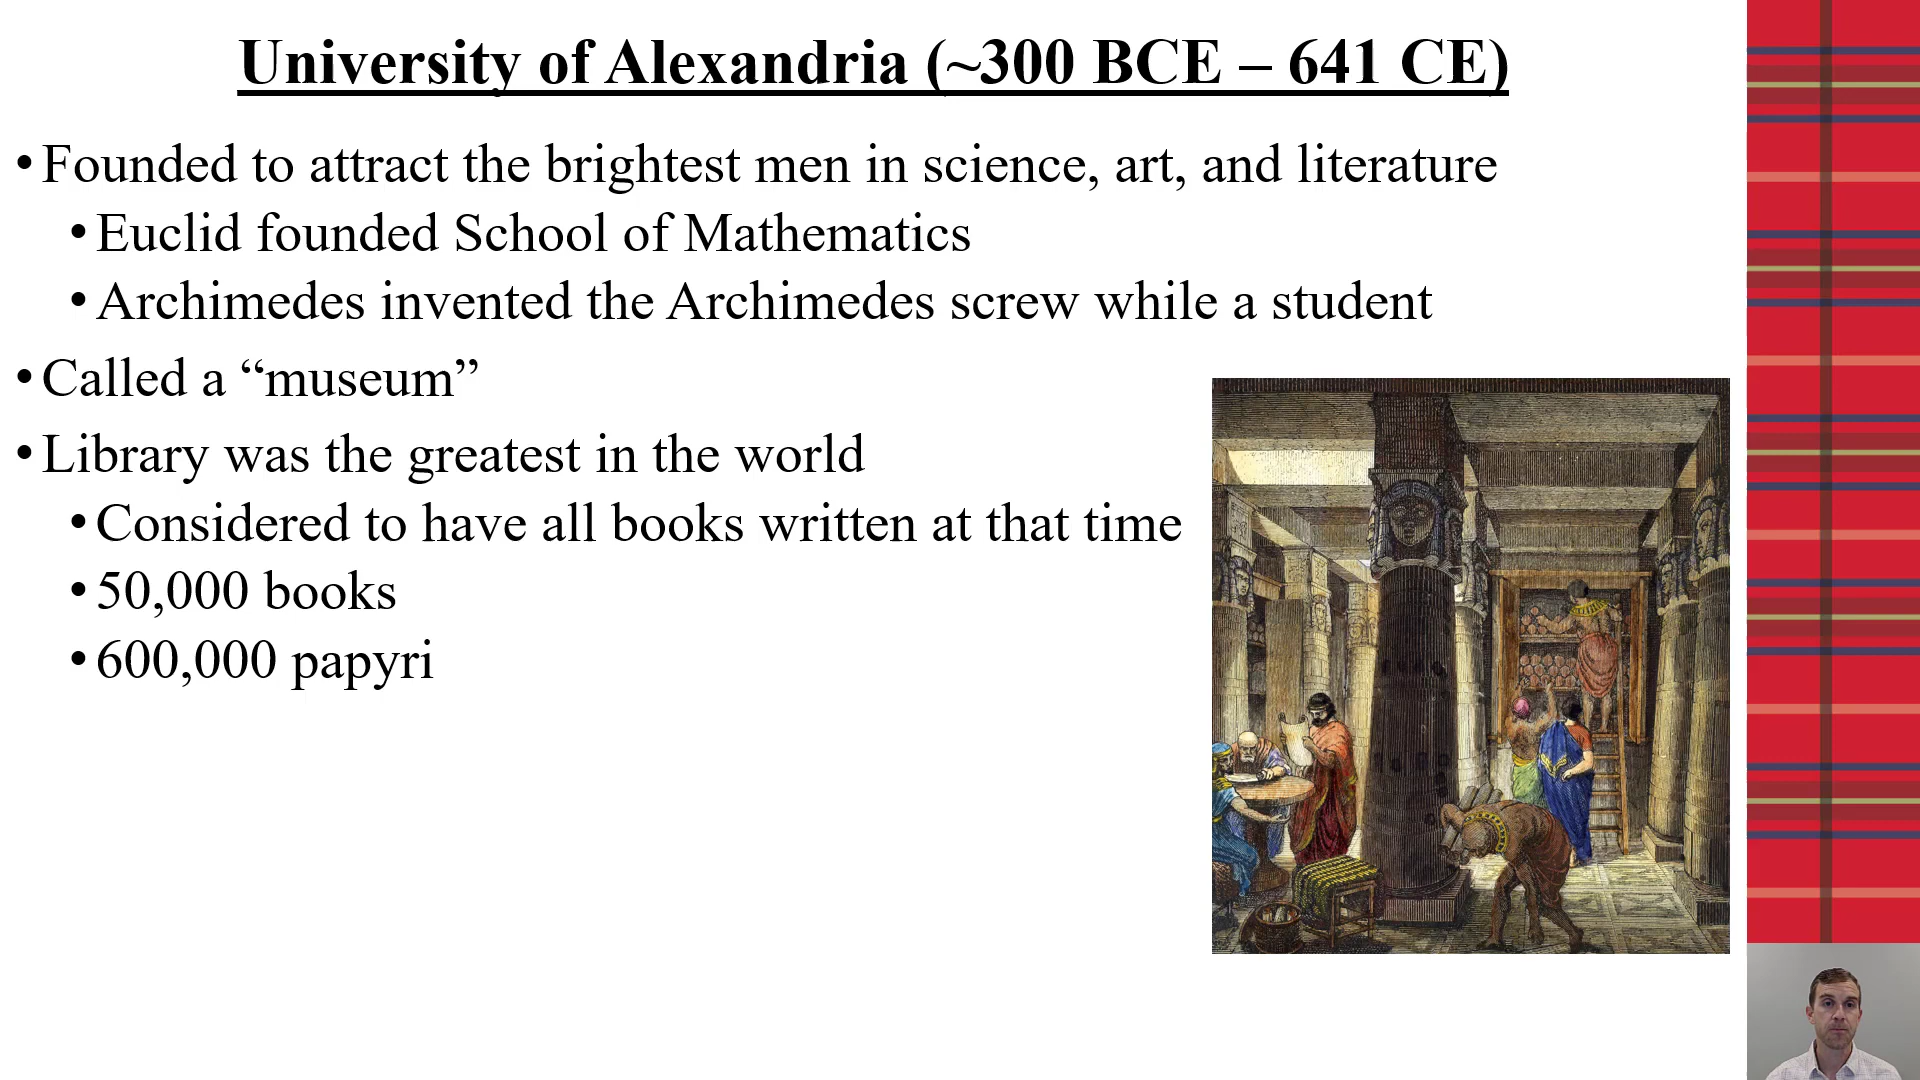 University of Alexandria (~300 BCE – 641 CE)
• Founded to attract the brightest men in science, art, and literature
• Euclid founded School of Mathematics
• Archimedes invented the Archimedes screw while a student
• Called a “museum”
• Library was the greatest in the world
• Considered to have all books written at that time
• 50,000 books
• 600,000 papyri